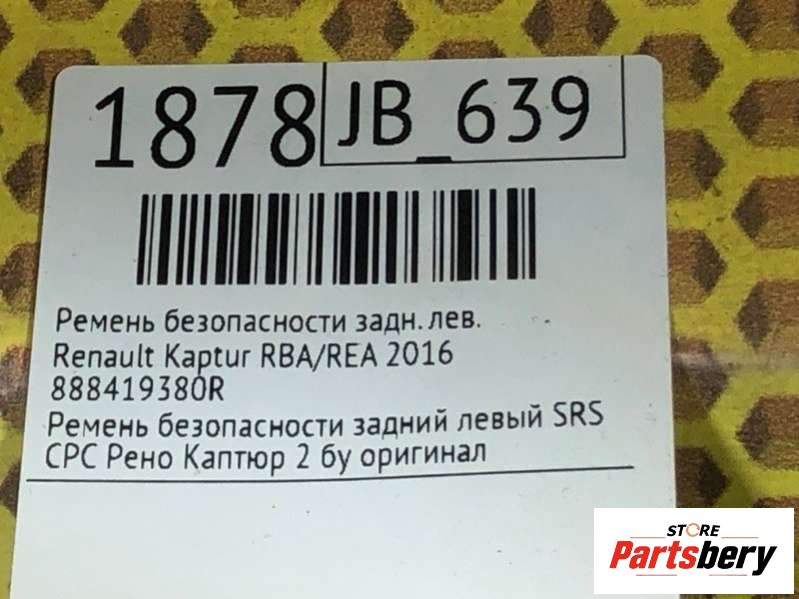 1878 JB_639
Ремень безопасности задн. лев.
Renault Kaptur RBA/REA 2016
888419380R
Ремень безопасности задний левый SRS
СРС Рено Каптюр 2 бу оригинал
STORE
Partsbery